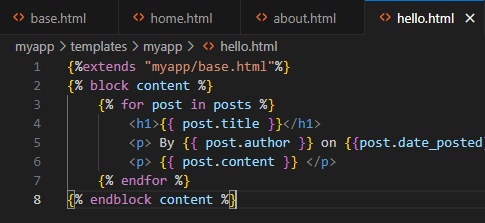 base.html home.html about.html hello.html
myapp > templates > myapp > hello.html
1 {%extends "myapp/base.html"%}
2 {% block content %}
3 {% for post in posts %}
4 <h1>{{ post.title }}</h1>
5 <p> By {{ post.author }} on {{post.date_posted}
6 <p> {{ post.content }} </p>
7 {% endfor %}
8 {% endblock content %}